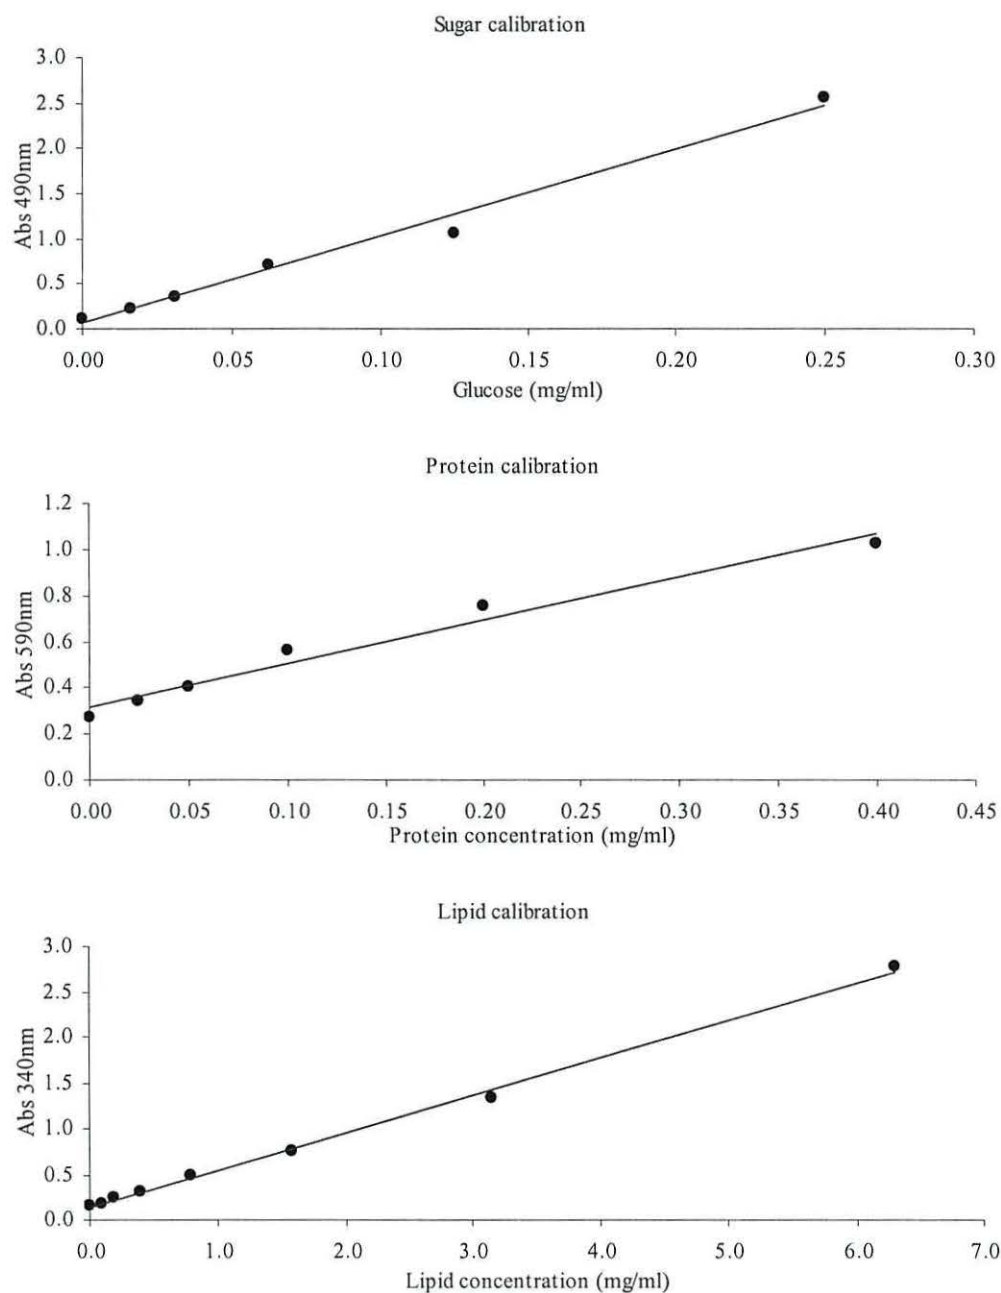 Sugar calibration
3.0
2.5
2.0
1.5
1.0
0.5
0.0
Abs 490nm
0.00 0.05 0.10 0.15 0.20 0.25 0.30
Glucose (mg/ml)
Protein calibration
1.2
1.0
0.8
0.6
0.4
0.2
0.0
Abs 590nm
0.00 0.05 0.10 0.15 0.20 0.25 0.30 0.35 0.40 0.45
Protein concentration (mg/ml)
Lipid calibration
3.0
2.5
2.0
1.5
1.0
0.5
0.0
Abs 340nm
0.0 1.0 2.0 3.0 4.0 5.0 6.0 7.0
Lipid concentration (mg/ml)